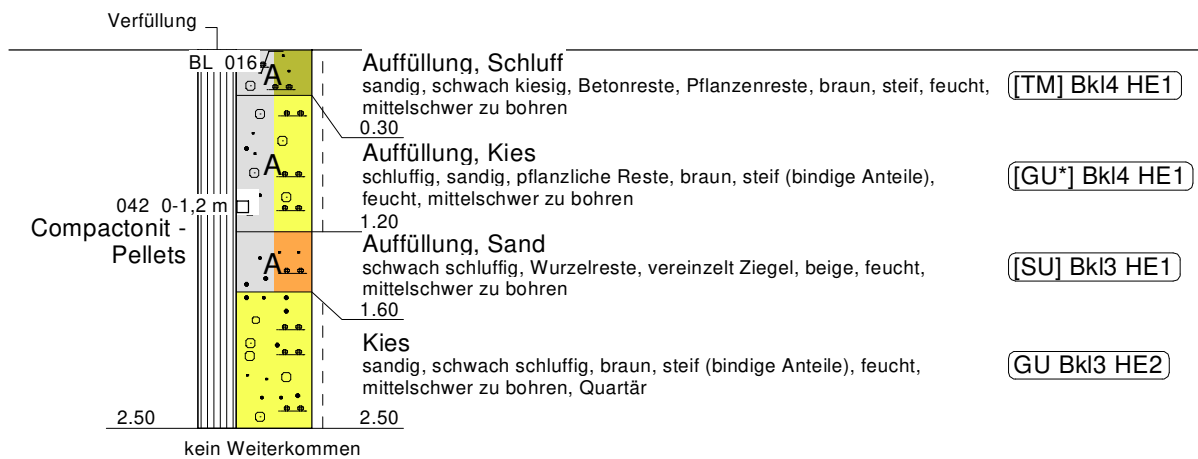 Verfüllung
BL 016
A
Auffüllung, Schluff
sandig, schwach kiesig, Betonreste, Pflanzenreste, braun, steif, feucht,
mittelschwer zu bohren
[TM] Bkl4 HE1
0.30
A
Auffüllung, Kies
schluffig, sandig, pflanzliche Reste, braun, steif (bindige Anteile),
feucht, mittelschwer zu bohren
[GU*] Bkl4 HE1
042 0-1,2 m
1.20
Compactonit -
Pellets
A
Auffüllung, Sand
schwach schluffig, Wurzelreste, vereinzelt Ziegel, beige, feucht,
mittelschwer zu bohren
[SU] Bkl3 HE1
1.60
Kies
sandig, schwach schluffig, braun, steif (bindige Anteile), feucht,
mittelschwer zu bohren, Quartär
GU Bkl3 HE2
2.50
2.50
kein Weiterkommen